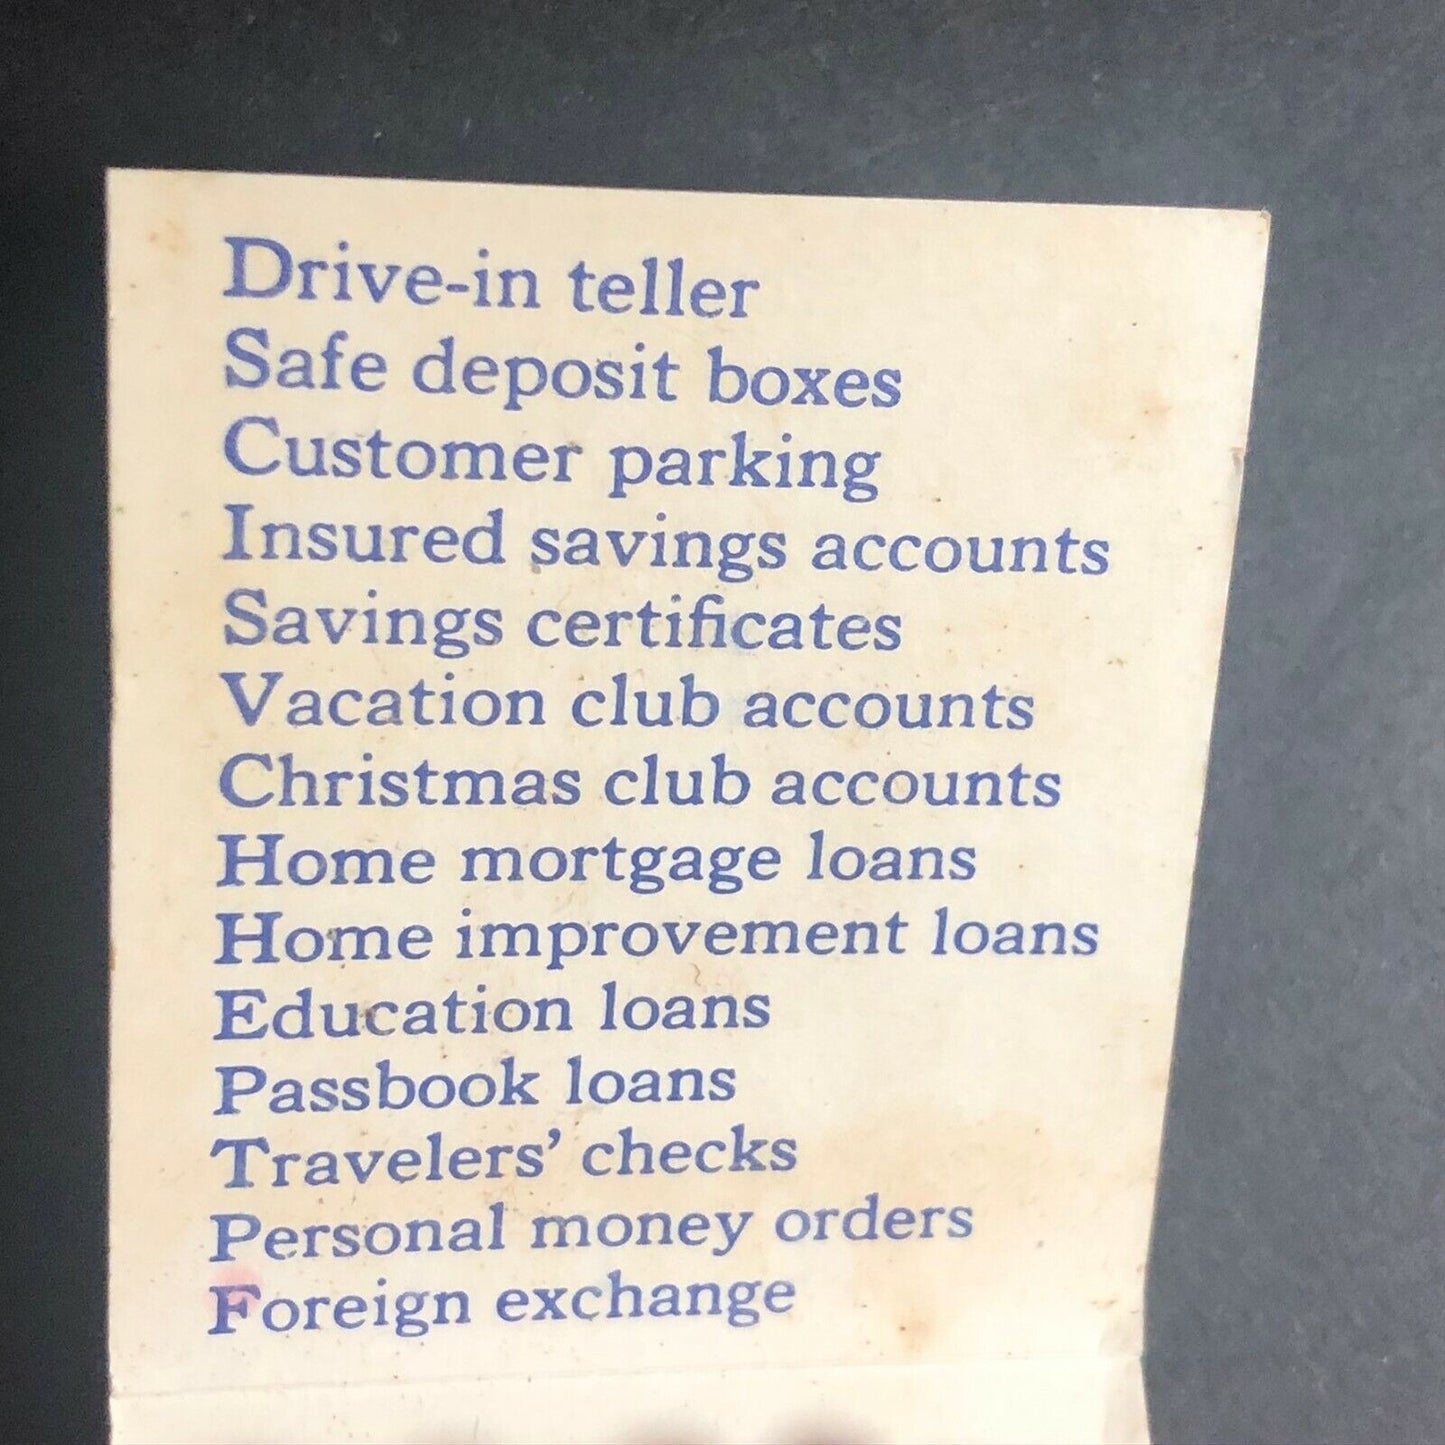 Drive-in teller
Safe deposit boxes
Customer parking
Insured savings accounts
Savings certificates
Vacation club accounts
Christmas club accounts
Home mortgage loans
Home improvement loans
Education loans
Passbook loans
Travelers’ checks
Personal money orders
Foreign exchange